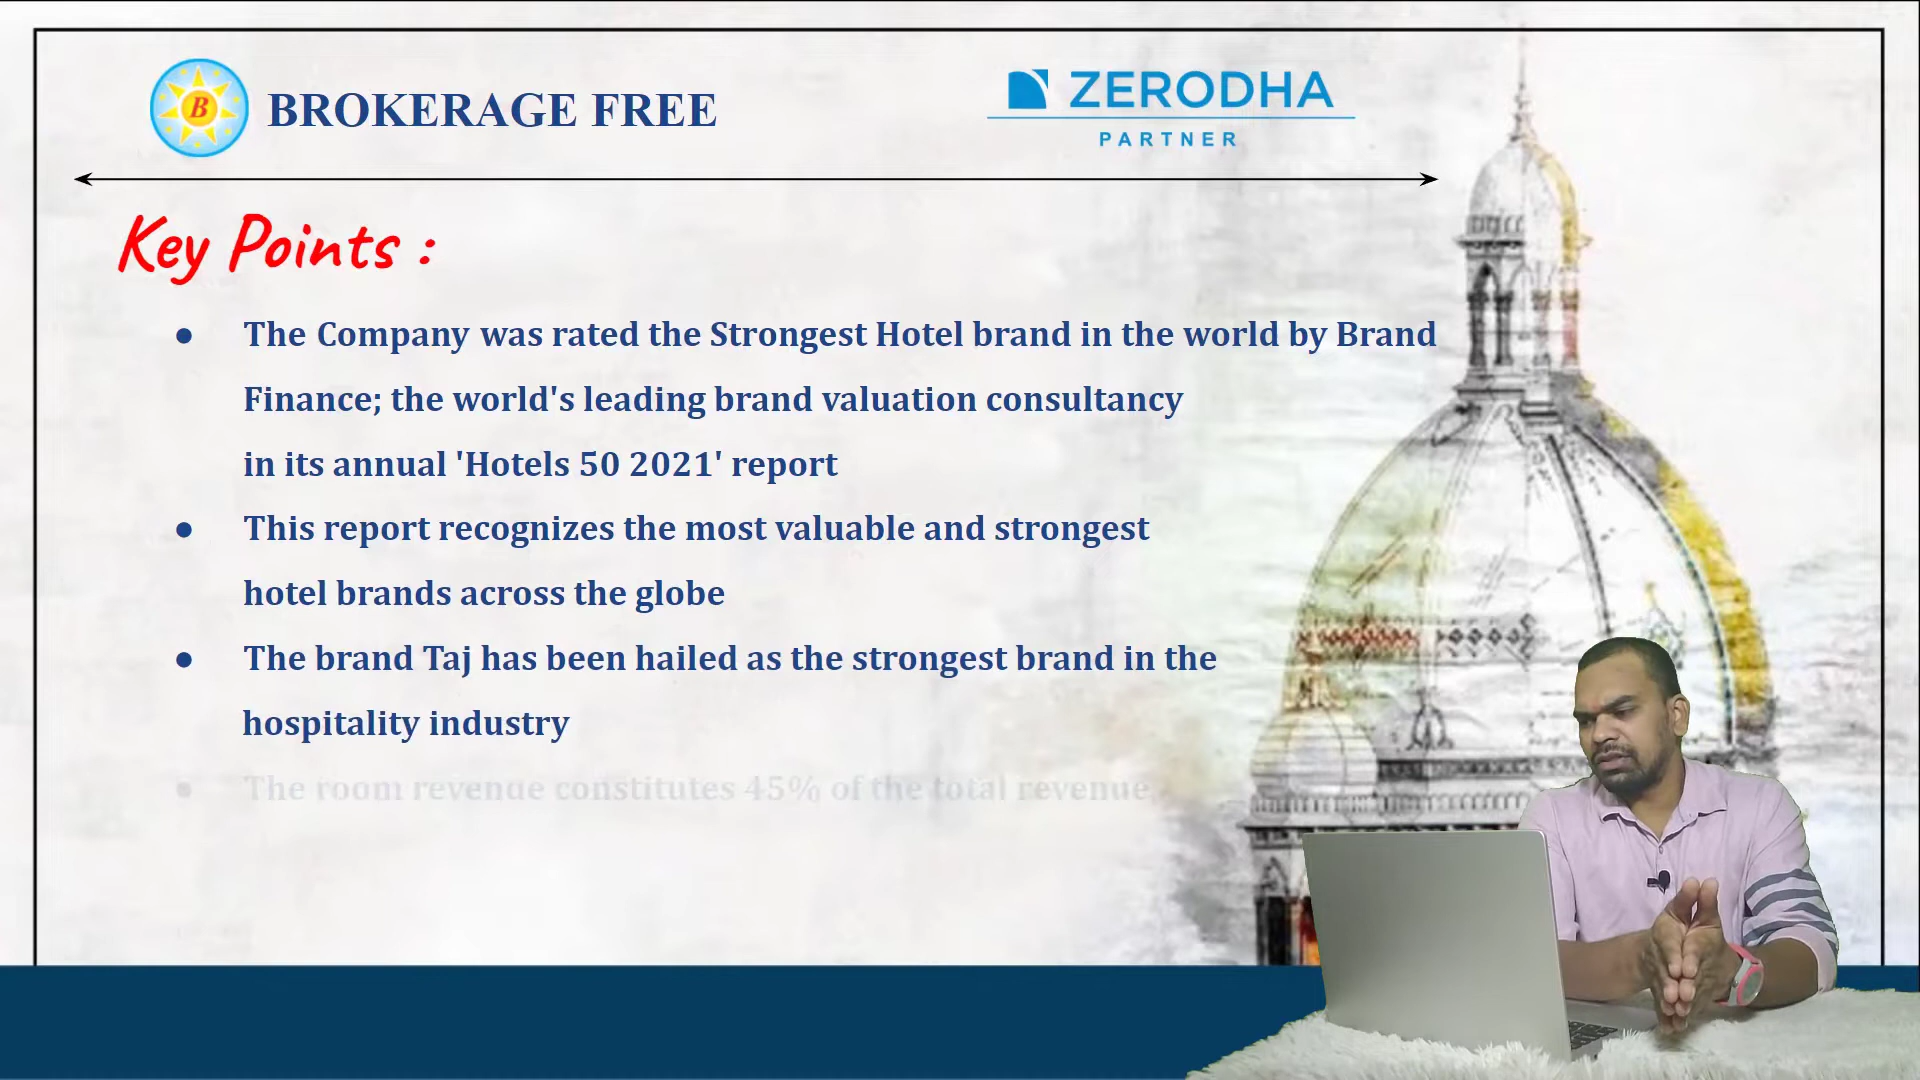 B
BROKERAGE FREE
ZERODHA
PARTNER
Key Points :
● The Company was rated the Strongest Hotel brand in the world by Brand
Finance; the world's leading brand valuation consultancy
in its annual 'Hotels 50 2021' report
● This report recognizes the most valuable and strongest
hotel brands across the globe
● The brand Taj has been hailed as the strongest brand in the
hospitality industry
● The room revenue constitutes 45% of the total revenue